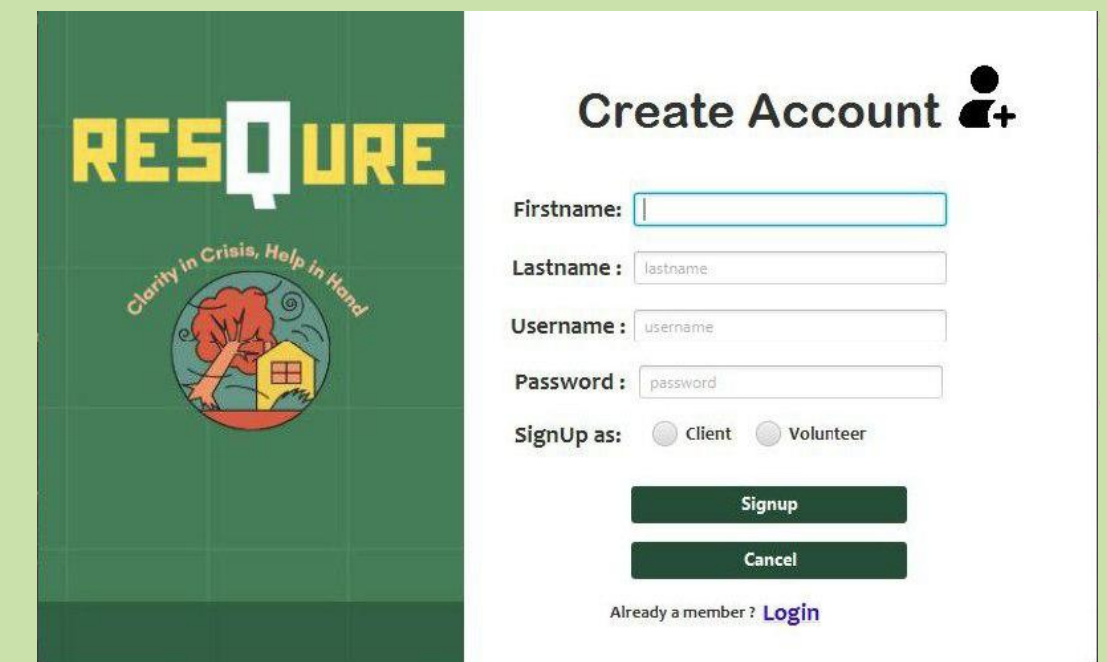 RESQURE
Clarity in Crisis, Help in Hand
Create Account
Firstname:
Lastname : lastname
Username : username
Password : password
SignUp as: Client Volunteer
Signup
Cancel
Already a member ? Login